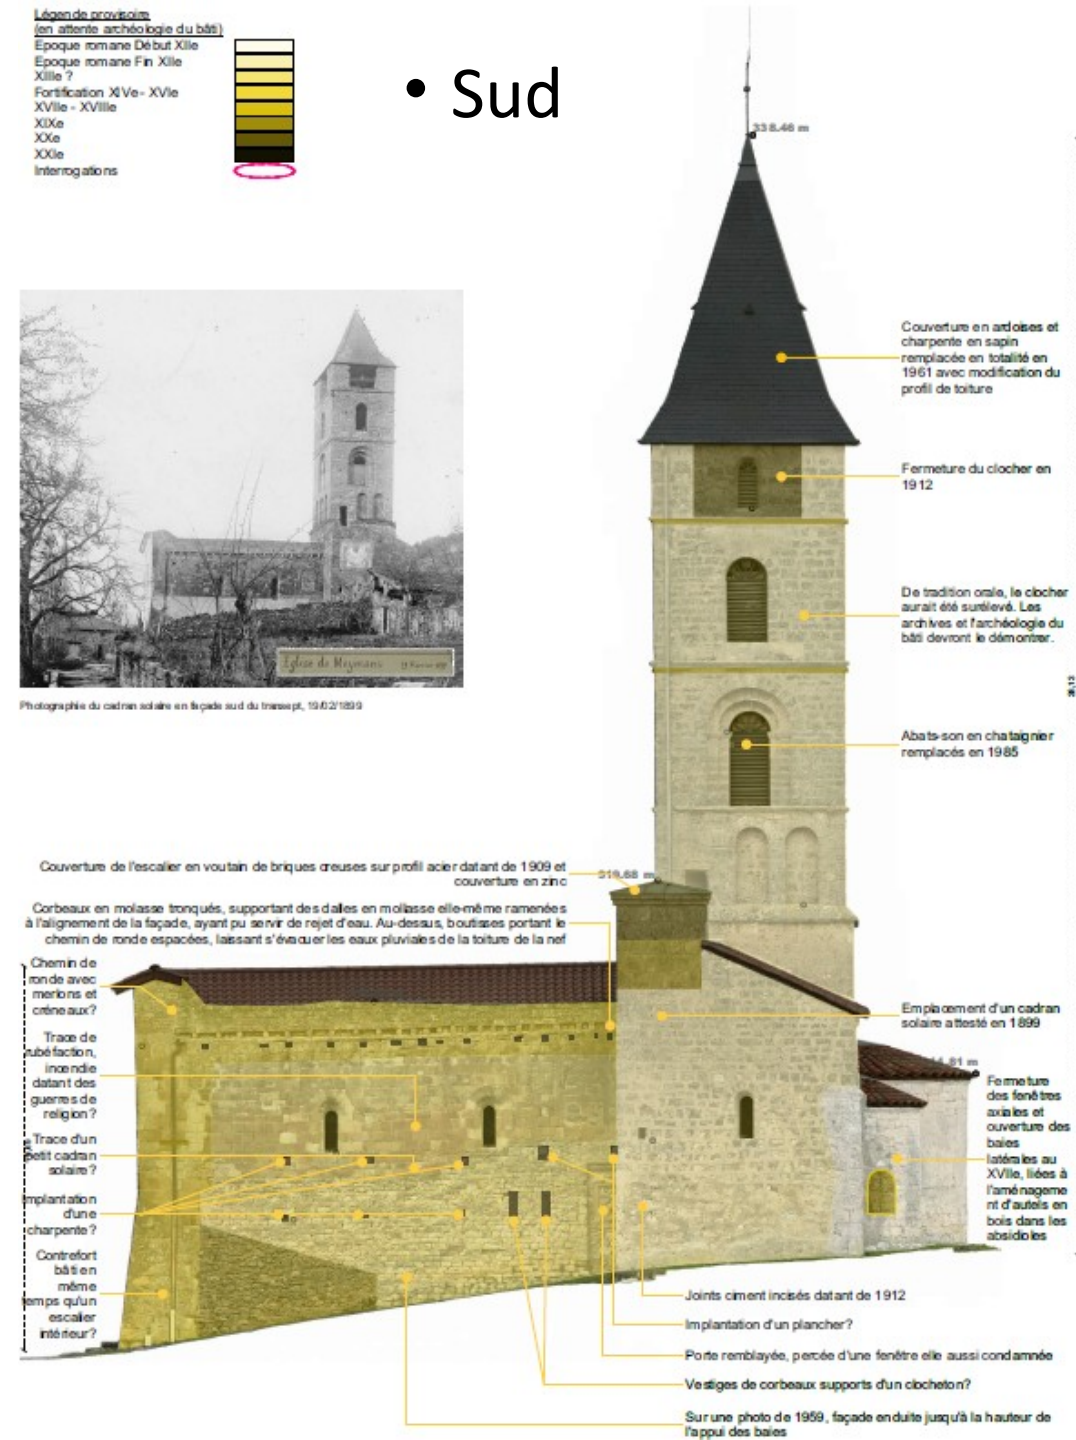 Légende provisoire
(en attente archéologie du bâti)
Epoque romane Début XIIe
Epoque romane Fin XIIe
XIIIe ?
Fortification XIVe - XVIe
XVIIe - XVIIIe
XIXe
XXe
XXIe
Interrogations
• Sud
338.46 m
Couverture en ardoises et
charpente en sapin
remplacée en totalité en
1961 avec modification du
profil de toiture
Fermeture du clocher en
1912
De tradition orale, le clocher
aurait été surélevé. Les
archives et l'archéologie du
bâti devront le démontrer.
Abats-son en chataignier
remplacés en 1985
Eglise de Meymans
Photographie du cadran solaire en façade sud du transept, 19/02/1899
Couverture de l'escalier en voutain de briques creuses sur profil acier datant de 1909 et
couverture en zinc
319.68 m
Corbeaux en molasse tronqués, supportant des dalles en mollasse elle-même ramenées
à l'alignement de la façade, ayant pu servir de rejet d'eau. Au-dessus, boutisses portant le
chemin de ronde espacées, laissant s'évacuer les eaux pluviales de la toiture de la nef
Chemin de
ronde avec
merlons et
créneaux?
Trace de
rubéfaction,
incendie
datant des
guerres de
religion?
Trace d'un
petit cadran
solaire?
Implantation
d'une
charpente?
Contrefort
bâti en
même
temps qu'un
escalier
intérieur?
Emplacement d'un cadran
solaire attesté en 1899
.81 m
Fermeture
des fenêtres
axiales et
ouverture des
baies
latérales au
XVIIe, liées à
l'aménageme
nt d'autels en
bois dans les
absidioles
Joints ciment incisés datant de 1912
Implantation d'un plancher?
Porte remblayée, percée d'une fenêtre elle aussi condamnée
Vestiges de corbeaux supports d'un clocheton?
Sur une photo de 1959, façade enduite jusqu'à la hauteur de
l'appui des baies